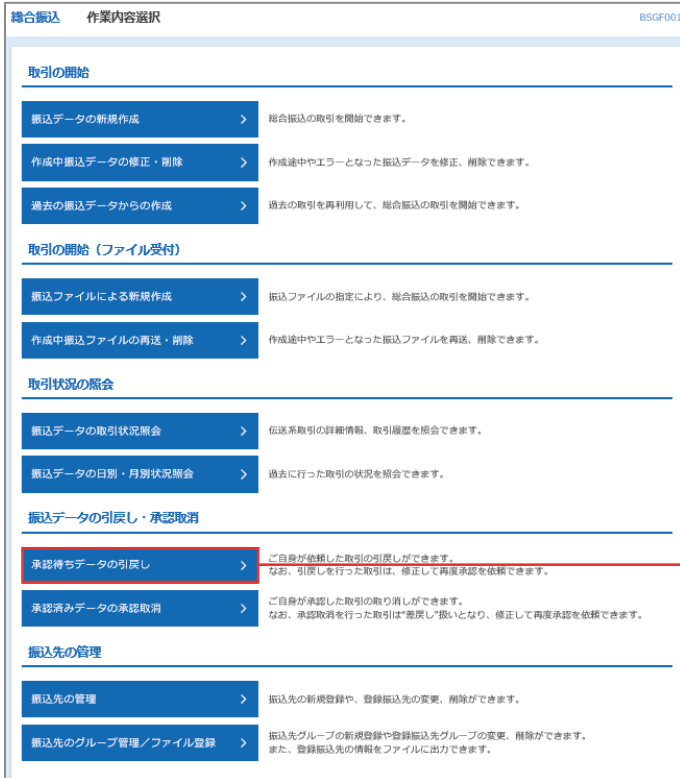 総合振込 作業内容選択 BSGF001
取引の開始
振込データの新規作成 総合振込の取引を開始できます。
作成中振込データの修正・削除 作成途中やエラーとなった振込データを修正、削除できます。
過去の振込データからの作成 過去の取引を再利用して、総合振込の取引を開始できます。
取引の開始（ファイル受付）
振込ファイルによる新規作成 振込ファイルの指定により、総合振込の取引を開始できます。
作成中振込ファイルの再送・削除 作成途中やエラーとなった振込ファイルを再送、削除できます。
取引状況の照会
振込データの取引状況照会 伝送系取引の詳細情報、取引履歴を照会できます。
振込データの日別・月別状況照会 過去に行った取引の状況を照会できます。
振込データの引戻し・承認取消
承認待ちデータの引戻し ご自身が依頼した取引の引戻しができます。
なお、引戻しを行った取引は、修正して再度承認を依頼できます。
承認済みデータの承認取消 ご自身が承認した取引の取り消しができます。
なお、承認取消を行った取引は"差戻し"扱いとなり、修正して再度承認を依頼できます。
振込先の管理
振込先の管理 振込先の新規登録や、登録振込先の変更、削除ができます。
振込先のグループ管理／ファイル登録 振込先グループの新規登録や登録振込先グループの変更、削除ができます。
また、登録振込先の情報をファイルに出力できます。